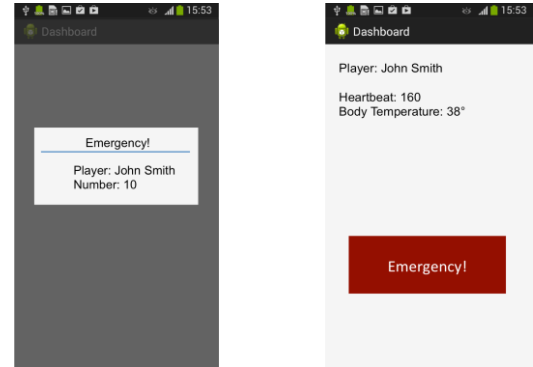 15:53
Dashboard
Emergency!
Player: John Smith
Number: 10
15:53
Dashboard
Player: John Smith
Heartbeat: 160
Body Temperature: 38°
Emergency!